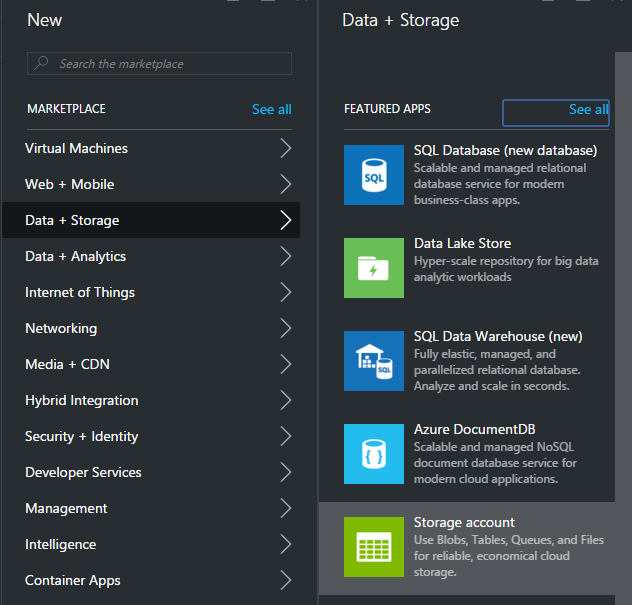 New
Search the marketplace
MARKETPLACE
See all
Virtual Machines
Web + Mobile
Data + Storage
Data + Analytics
Internet of Things
Networking
Media + CDN
Hybrid Integration
Security + Identity
Developer Services
Management
Intelligence
Container Apps
Data + Storage
FEATURED APPS
See all
SQL
SQL Database (new database)
Scalable and managed relational
database service for modern
business-class apps.
Data Lake Store
Hyper-scale repository for big data
analytic workloads
SQL
SQL Data Warehouse (new)
Fully elastic, managed, and
parallelized relational database.
Analyze and scale in seconds.
{ }
Azure DocumentDB
Scalable and managed NoSQL
document database service for
modern cloud applications.
Storage account
Use Blobs, Tables, Queues, and Files
for reliable, economical cloud
storage.